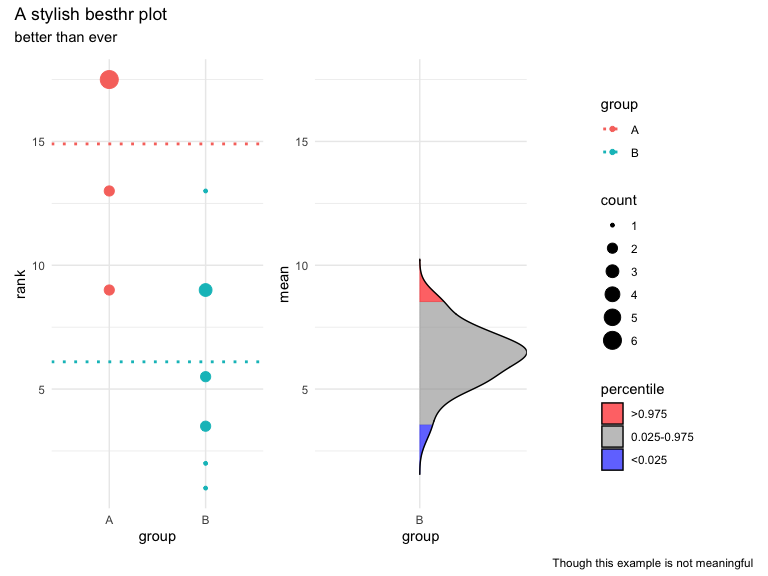 A stylish besthr plot
better than ever
rank
15
10
5
A
B
group
mean
15
10
5
B
group
group
A
B
count
1
2
3
4
5
6
percentile
>0.975
0.025-0.975
<0.025
Though this example is not meaningful